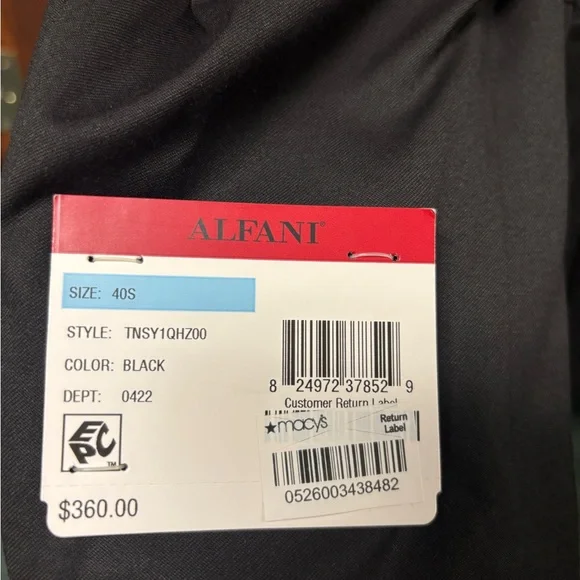 ALFANI®
SIZE: 40S
STYLE: TNSY1QHZ00
COLOR: BLACK
DEPT: 0422
8 24972 37852 9
Customer Return Label
★macy's
Return
Label
0526003438482
EPC
TM
$360.00